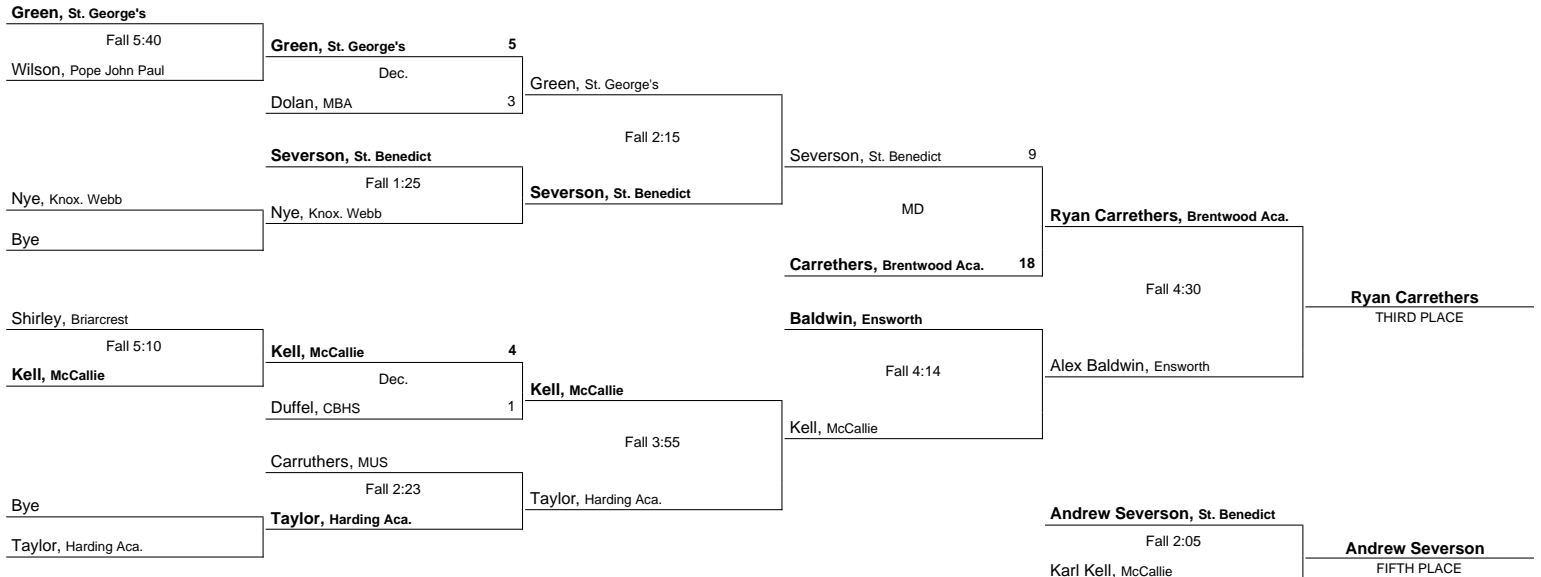 Green, St. George's
Fall 5:40
Wilson, Pope John Paul
Nye, Knox. Webb
Bye
Shirley, Briarcrest
Fall 5:10
Kell, McCallie
Bye
Taylor, Harding Aca.
Green, St. George's 5
Dec.
Dolan, MBA 3
Severson, St. Benedict
Fall 1:25
Nye, Knox. Webb
Kell, McCallie 4
Dec.
Duffel, CBHS 1
Carruthers, MUS
Fall 2:23
Taylor, Harding Aca.
Green, St. George's
Fall 2:15
Severson, St. Benedict
Kell, McCallie
Fall 3:55
Taylor, Harding Aca.
Severson, St. Benedict 9
MD
Carrethers, Brentwood Aca. 18
Baldwin, Ensworth
Fall 4:14
Kell, McCallie
Ryan Carrethers, Brentwood Aca.
Fall 4:30
Alex Baldwin, Ensworth
Ryan Carrethers
THIRD PLACE
Andrew Severson, St. Benedict
Fall 2:05
Karl Kell, McCallie
Andrew Severson
FIFTH PLACE